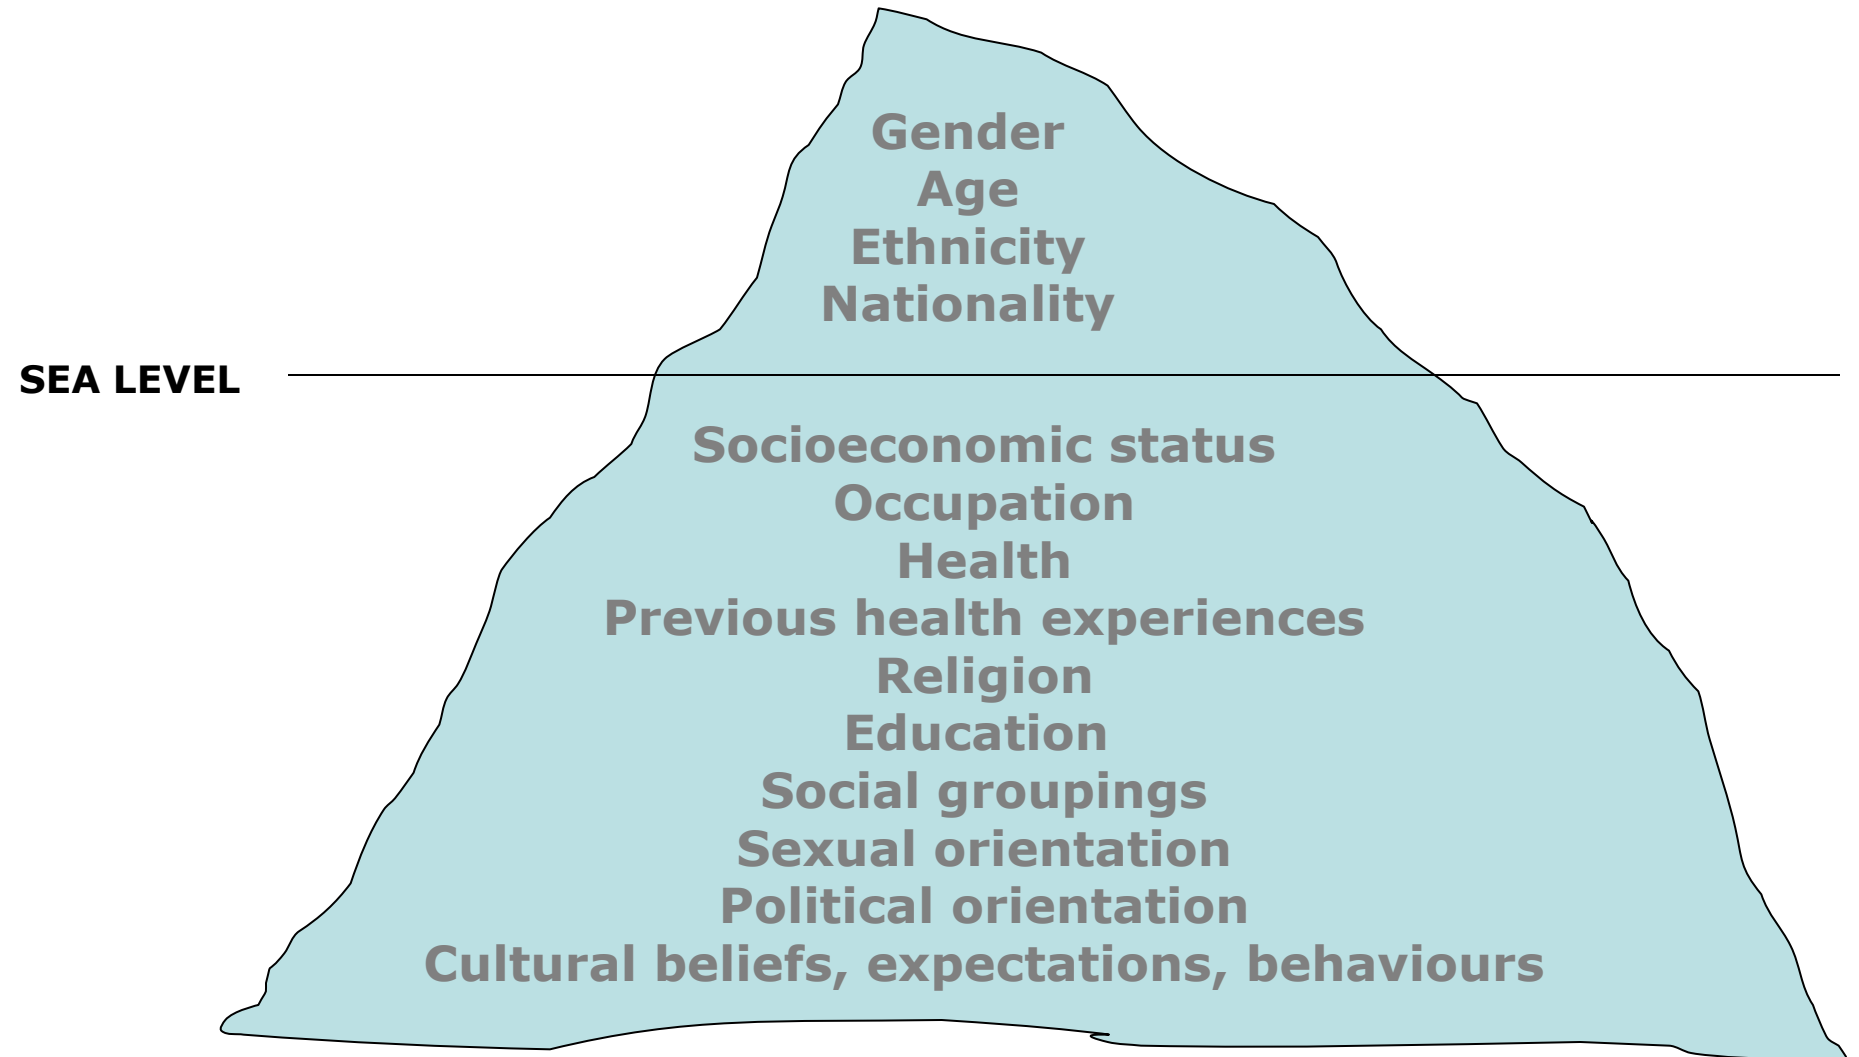 Gender
Age
Ethnicity
Nationality
SEA LEVEL
Socioeconomic status
Occupation
Health
Previous health experiences
Religion
Education
Social groupings
Sexual orientation
Political orientation
Cultural beliefs, expectations, behaviours